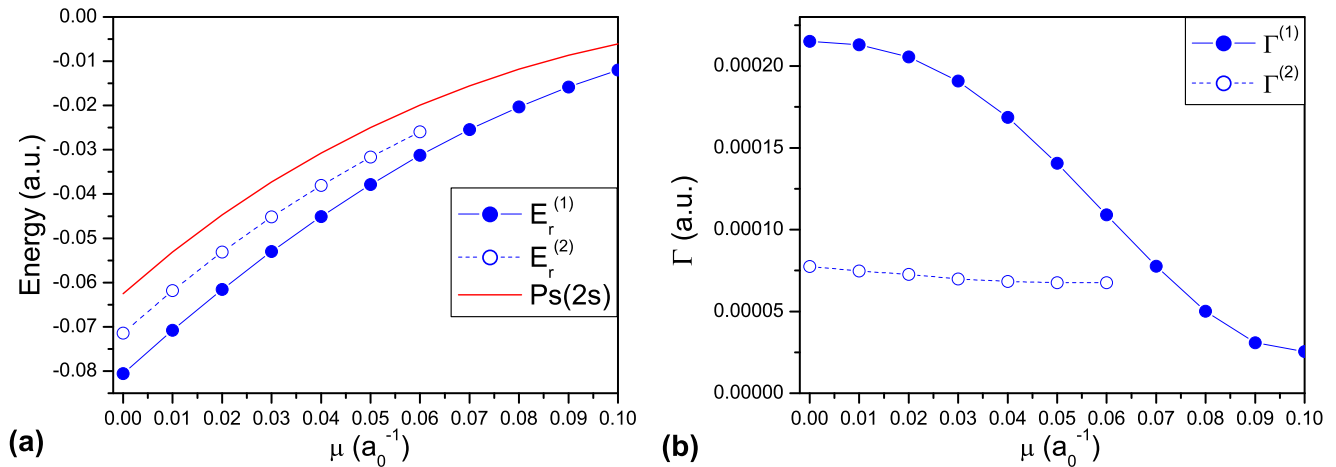 0.00
-0.01
-0.02
-0.03
-0.04
-0.05
-0.06
-0.07
-0.08
Energy (a.u.)
E_r^(1)
E_r^(2)
Ps(2s)
0.00 0.01 0.02 0.03 0.04 0.05 0.06 0.07 0.08 0.09 0.10
μ (a_0^-1)
(a)
0.00020
0.00015
0.00010
0.00005
0.00000
Γ (a.u.)
Γ^(1)
Γ^(2)
0.00 0.01 0.02 0.03 0.04 0.05 0.06 0.07 0.08 0.09 0.10
μ (a_0^-1)
(b)